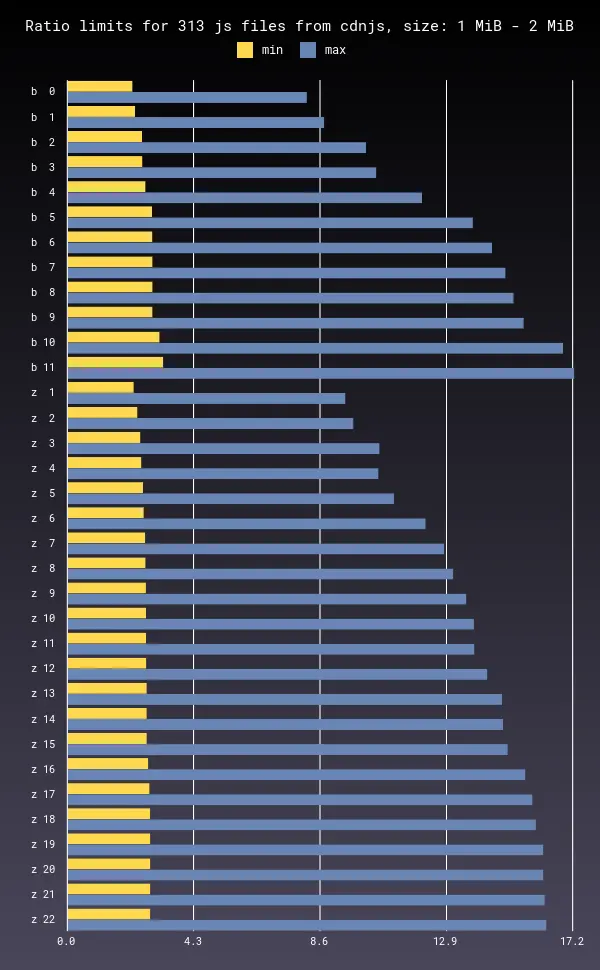 Ratio limits for 313 js files from cdnjs, size: 1 MiB - 2 MiB
min max
b 0
b 1
b 2
b 3
b 4
b 5
b 6
b 7
b 8
b 9
b 10
b 11
z 1
z 2
z 3
z 4
z 5
z 6
z 7
z 8
z 9
z 10
z 11
z 12
z 13
z 14
z 15
z 16
z 17
z 18
z 19
z 20
z 21
z 22
0.0 4.3 8.6 12.9 17.2